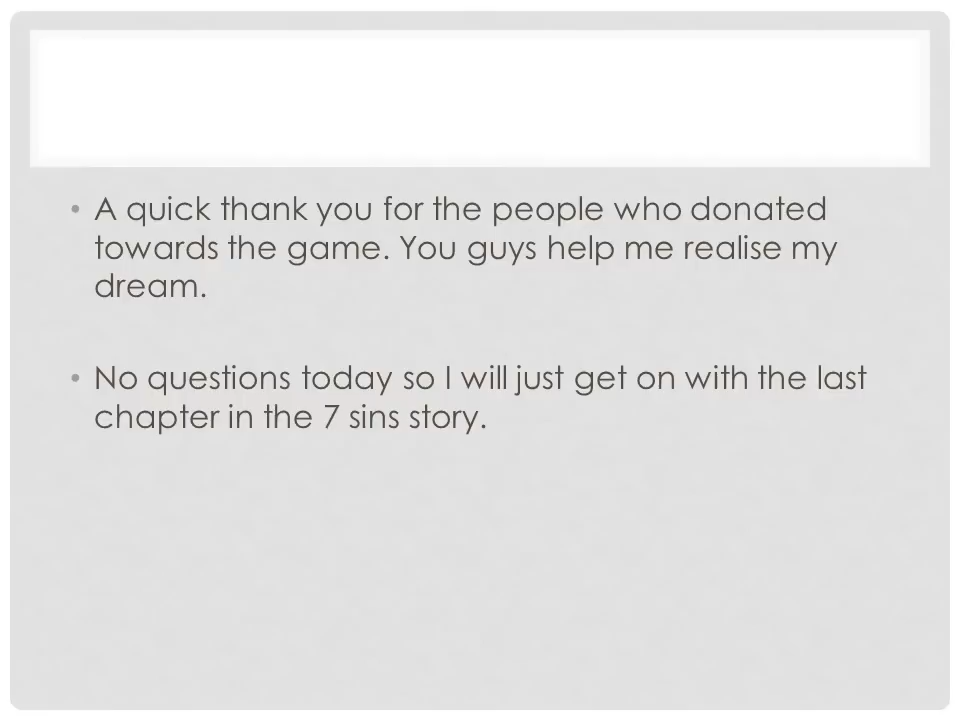 • A quick thank you for the people who donated
towards the game. You guys help me realise my
dream.
• No questions today so I will just get on with the last
chapter in the 7 sins story.